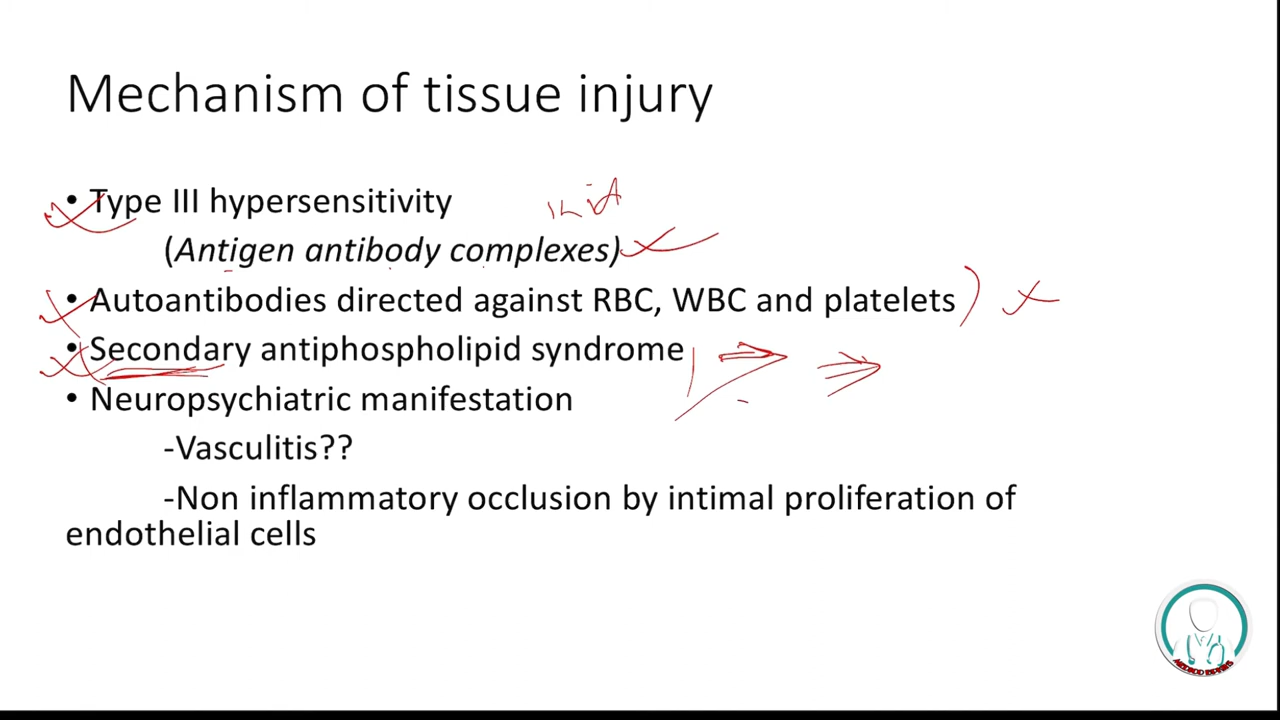 Mechanism of tissue injury
• Type III hypersensitivity
(Antigen antibody complexes)
• Autoantibodies directed against RBC, WBC and platelets
• Secondary antiphospholipid syndrome
• Neuropsychiatric manifestation
-Vasculitis??
-Non inflammatory occlusion by intimal proliferation of
endothelial cells